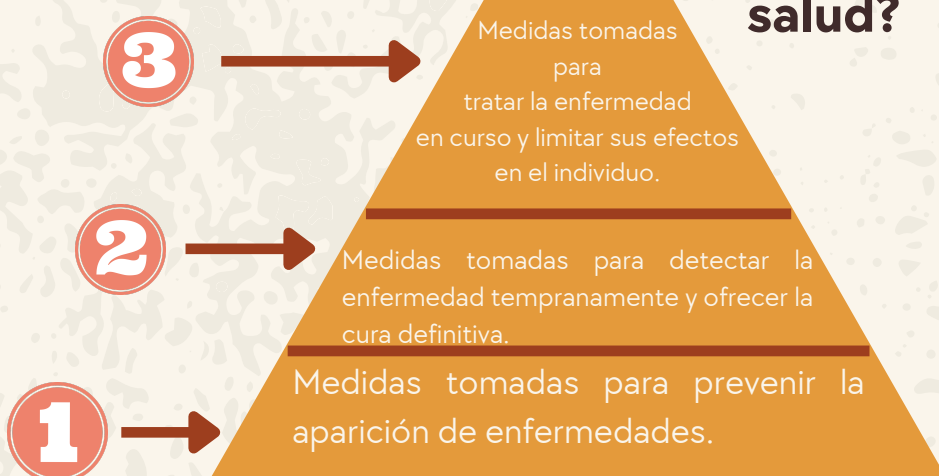 salud?
3
Medidas tomadas
para
tratar la enfermedad
en curso y limitar sus efectos
en el individuo.
2
Medidas tomadas para detectar la
enfermedad tempranamente y ofrecer la
cura definitiva.
1
Medidas tomadas para prevenir la
aparición de enfermedades.